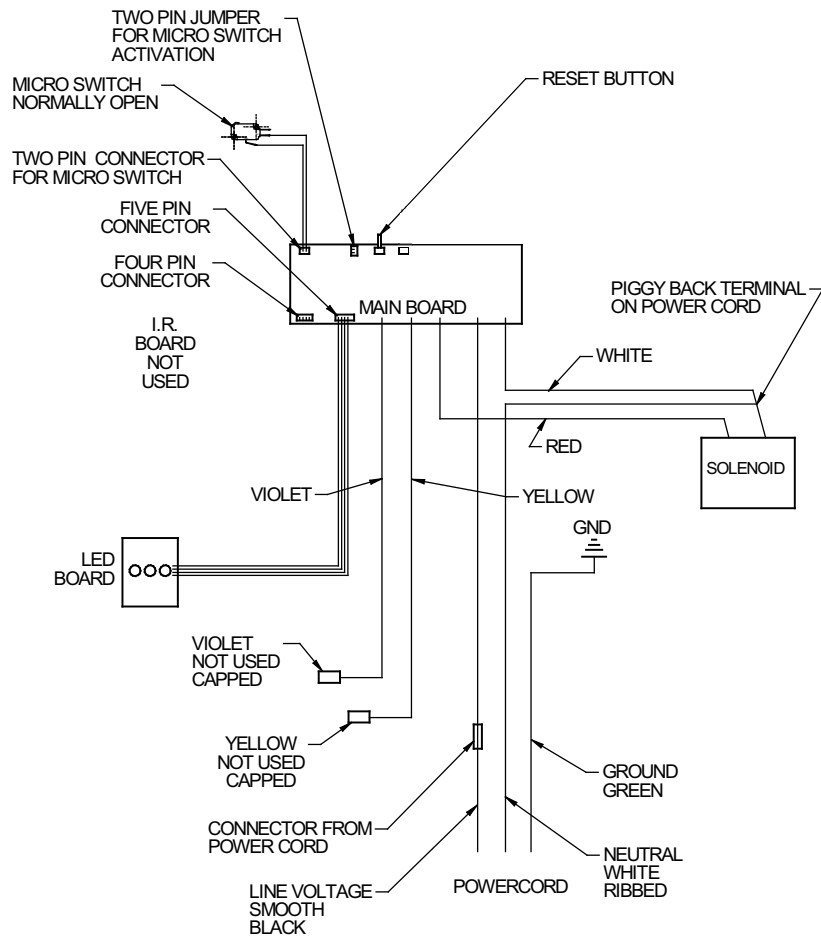 TWO PIN JUMPER
FOR MICRO SWITCH
ACTIVATION
MICRO SWITCH
NORMALLY OPEN
RESET BUTTON
TWO PIN CONNECTOR
FOR MICRO SWITCH
FIVE PIN
CONNECTOR
FOUR PIN
CONNECTOR
I.R.
BOARD
NOT
USED
MAIN BOARD
PIGGY BACK TERMINAL
ON POWER CORD
WHITE
RED
SOLENOID
VIOLET
YELLOW
GND
LED
BOARD
VIOLET
NOT USED
CAPPED
YELLOW
NOT USED
CAPPED
GROUND
GREEN
CONNECTOR FROM
POWER CORD
NEUTRAL
WHITE
RIBBED
LINE VOLTAGE
SMOOTH
BLACK
POWERCORD